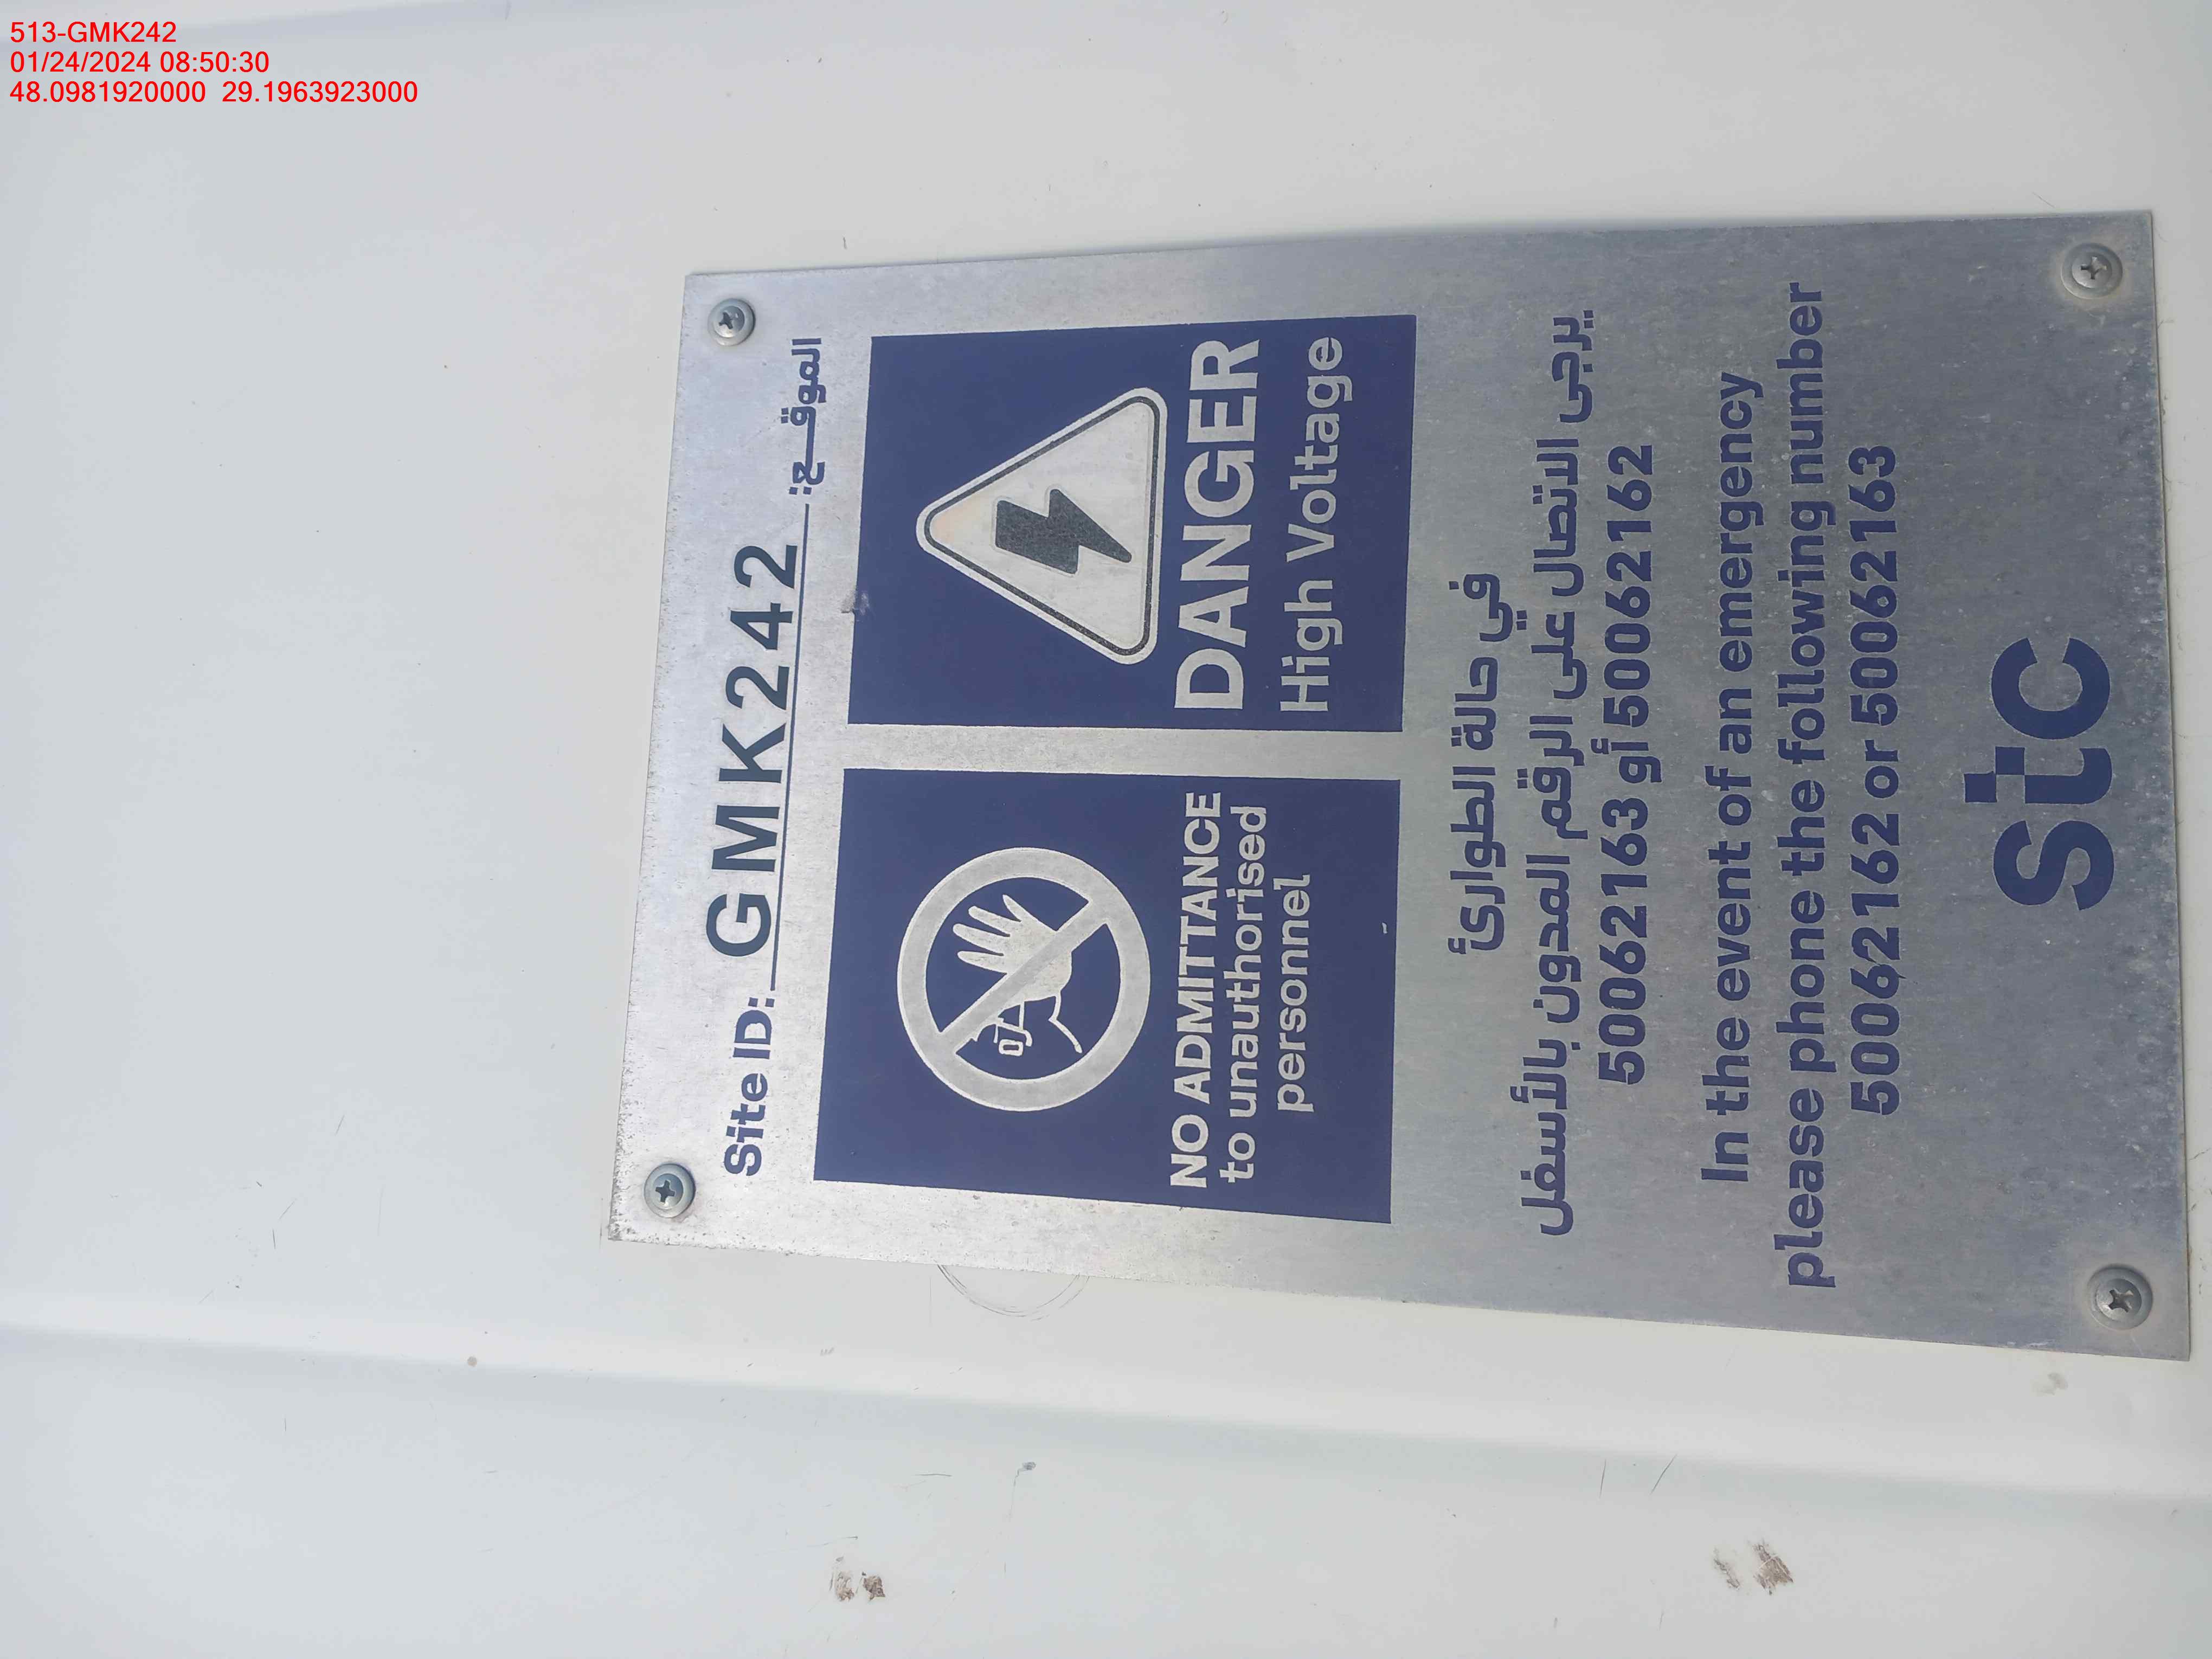 513-GMK242
01/24/2024 08:50:30
48.0981920000 29.1963923000
Site ID: GMK242 الموقـع:
NO ADMITTANCE
to unauthorised
personnel
DANGER
High Voltage
في حالة الطوارئ
يرجى الاتصال على الرقم المدون بالأسفل
50062162 أو 50062163
In the event of an emergency
please phone the following number
50062162 or 50062163
stc